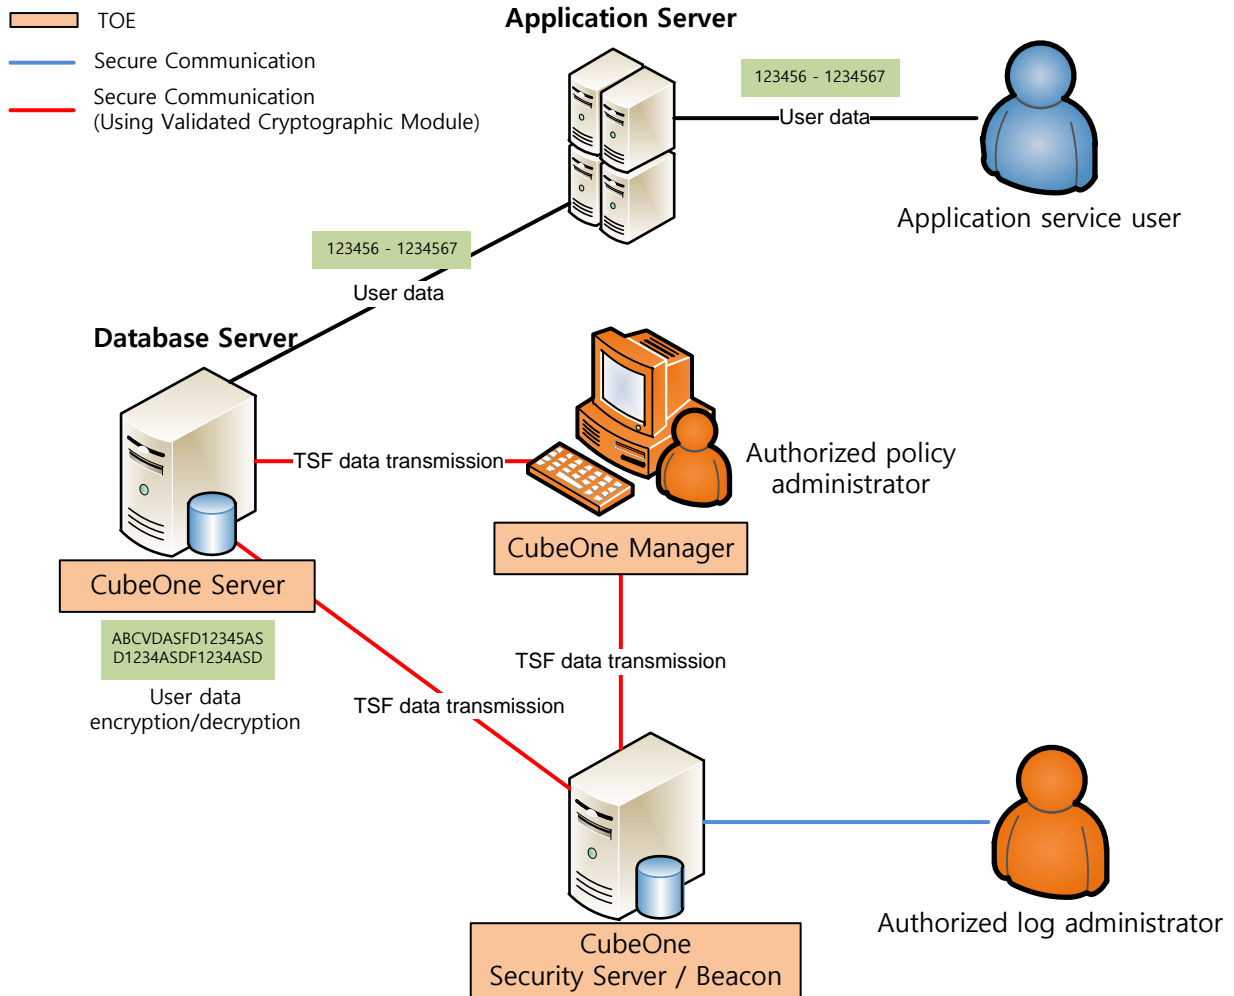 TOE
Secure Communication
Secure Communication
(Using Validated Cryptographic Module)
Application Server
123456 - 1234567
User data
Application service user
123456 - 1234567
User data
Database Server
TSF data transmission
Authorized policy
administrator
CubeOne Manager
CubeOne Server
ABCVDASFD12345AS
D1234ASDF1234ASD
User data
encryption/decryption
TSF data transmission
TSF data transmission
Authorized log administrator
CubeOne
Security Server / Beacon